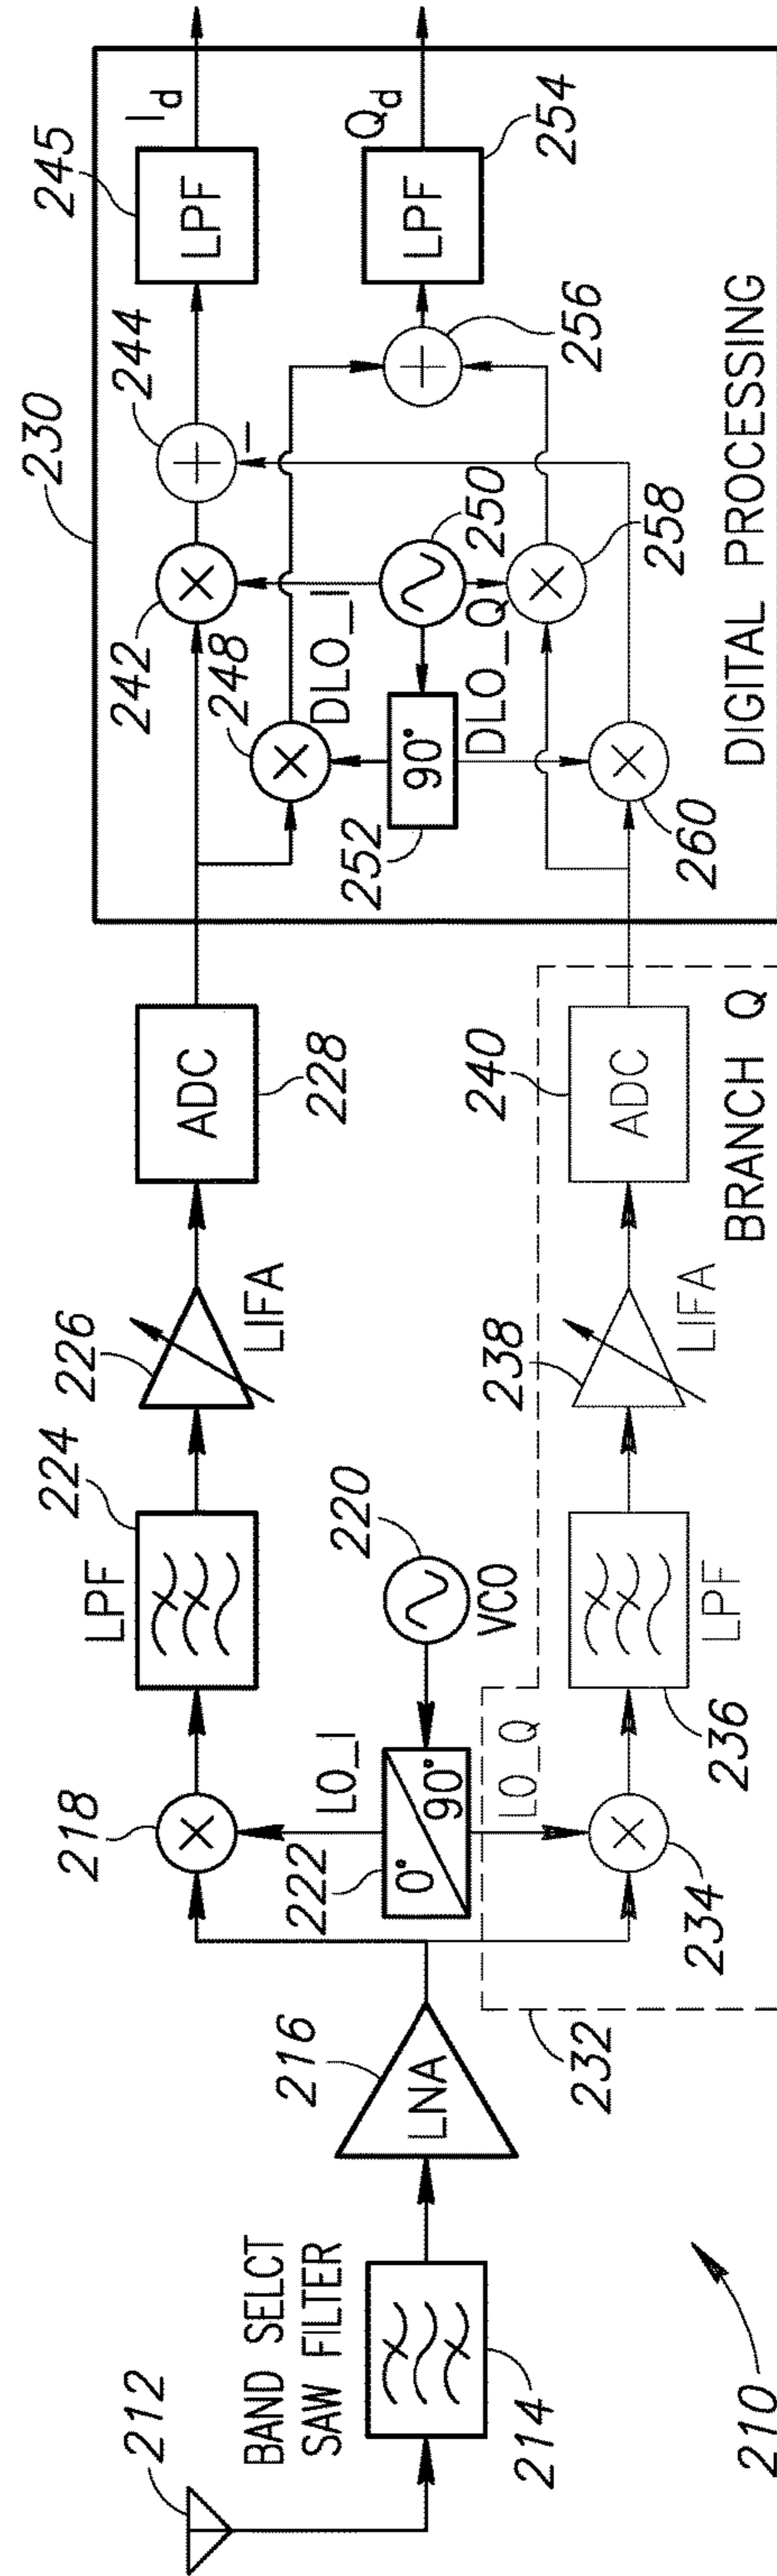 212
BAND SELCT
SAW FILTER
214
210
216
LNA
232
218
222
0°
90°
LO_I
LO_Q
220
VCO
234
LPF
224
236
LPF
226
LIFA
238
LIFA
ADC
228
240
ADC
BRANCH Q
230
242
248
244
245
LPF
I_d
DLO_I
250
DLO_Q
90°
252
+
−
256
Q_d
LPF
254
258
260
DIGITAL PROCESSING